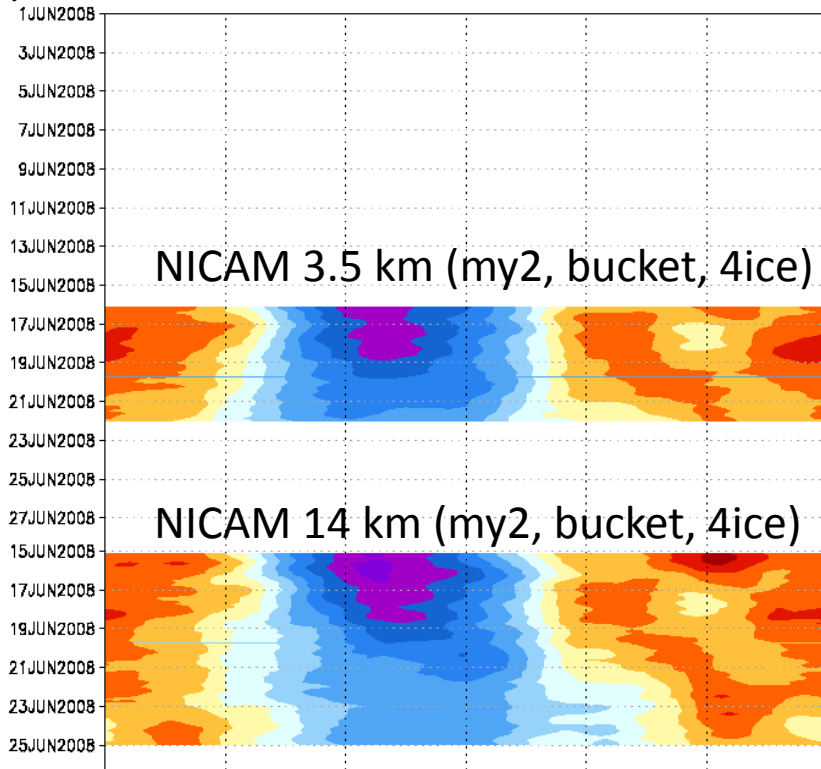 1JUN2008
3JUN2008
5JUN2008
7JUN2008
9JUN2008
11JUN2008
13JUN2008
NICAM 3.5 km (my2, bucket, 4ice)
15JUN2008
17JUN2008
19JUN2008
21JUN2008
23JUN2008
25JUN2008
NICAM 14 km (my2, bucket, 4ice)
27JUN2008
15JUN2008
17JUN2008
19JUN2008
21JUN2008
23JUN2008
25JUN2008